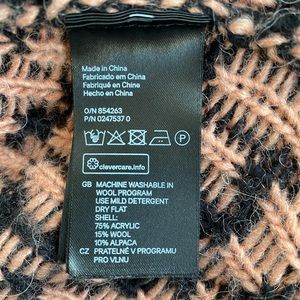 Made in China
Fabricado em China
Fabriqué en Chine
Hecho en China
O/N 854263
P/N 0247537 0
P
clevercare.info
GB MACHINE WASHABLE IN
WOOL PROGRAM
USE MILD DETERGENT
DRY FLAT
SHELL:
75% ACRYLIC
15% WOOL
10% ALPACA
CZ PRATELNÉ V PROGRAMU
PRO VLNU